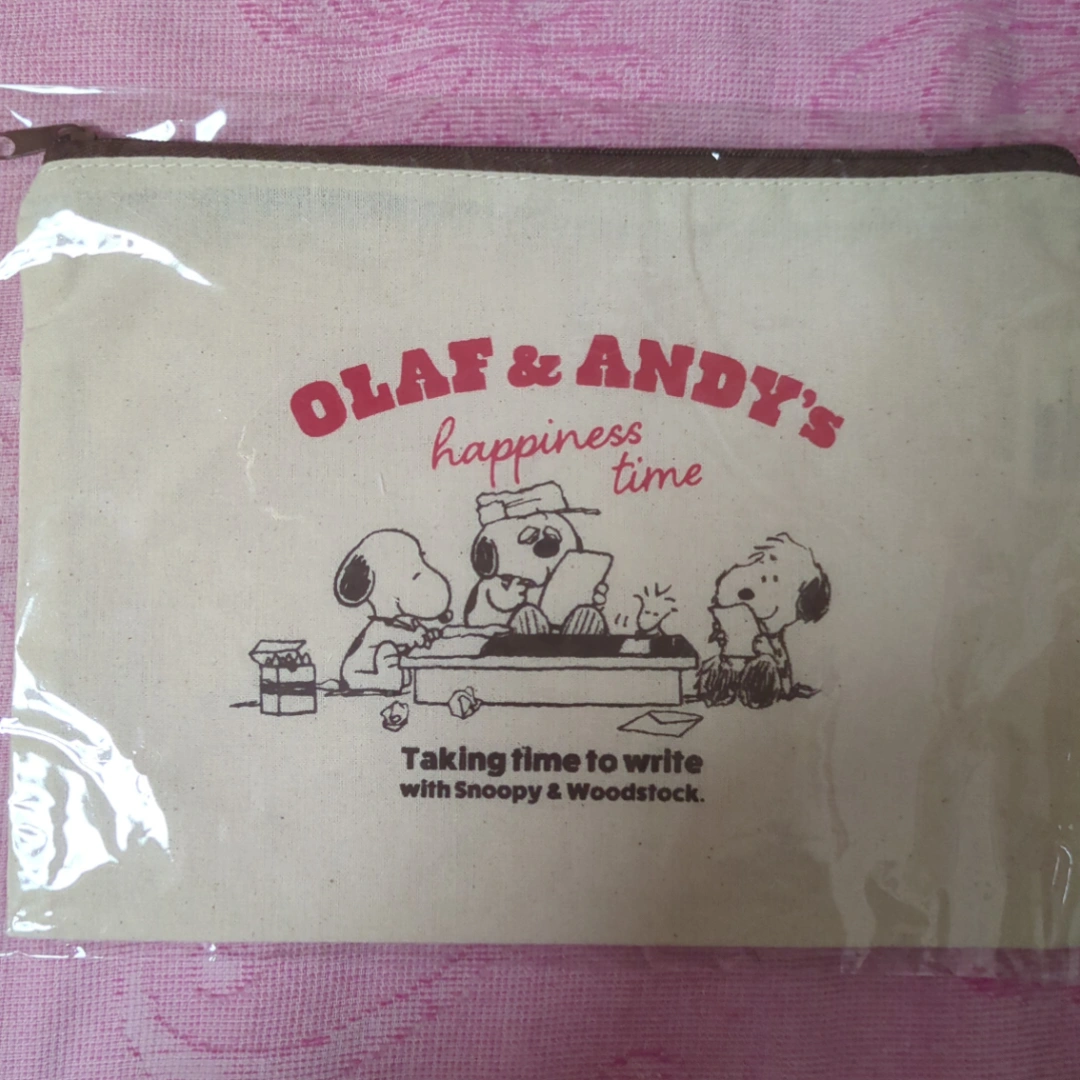 OLAF & ANDY's
happiness
time
Taking time to write
with Snoopy & Woodstock.